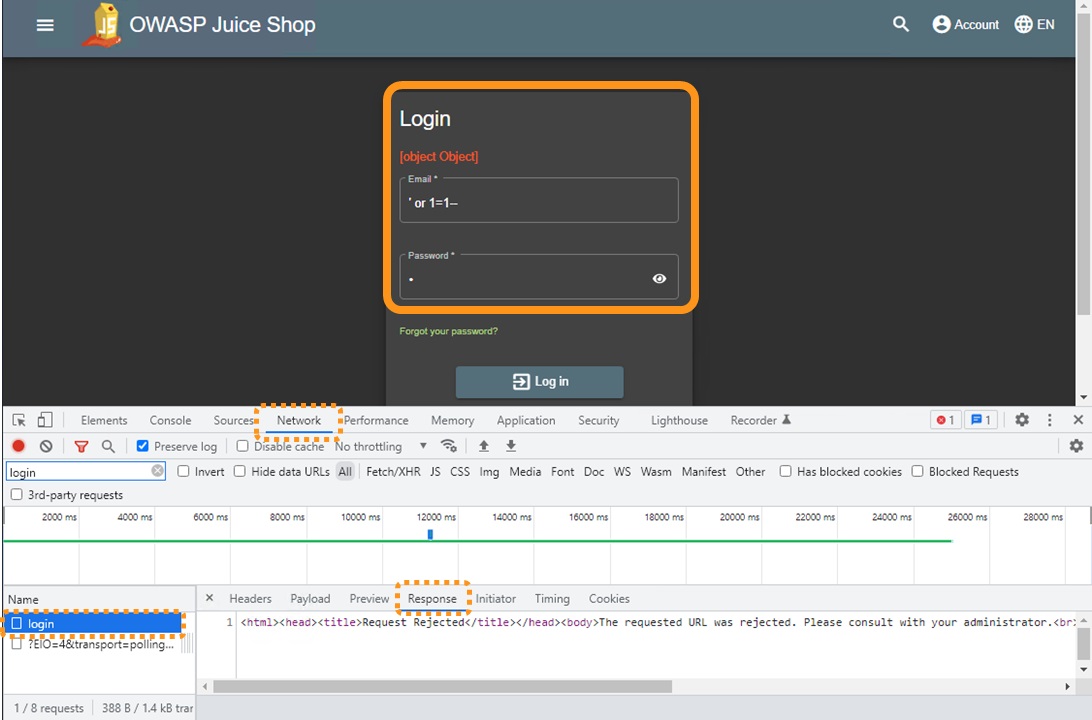 JS
OWASP Juice Shop
Account
EN
Login
[object Object]
Email *
' or 1=1--
Password *
•
Forgot your password?
Log in
Elements Console Sources Network Performance Memory Application Security Lighthouse Recorder 1 1
Preserve log Disable cache No throttling
login Invert Hide data URLs All Fetch/XHR JS CSS Img Media Font Doc WS Wasm Manifest Other Has blocked cookies Blocked Requests
3rd-party requests
2000 ms 4000 ms 6000 ms 8000 ms 10000 ms 12000 ms 14000 ms 16000 ms 18000 ms 20000 ms 22000 ms 24000 ms 26000 ms 28000 ms
Name
Headers Payload Preview Response Initiator Timing Cookies
login
1 <html><head><title>Request Rejected</title></head><body>The requested URL was rejected. Please consult with your administrator.<br>
?EIO=4&transport=polling...
1 / 8 requests 388 B / 1.4 kB tran